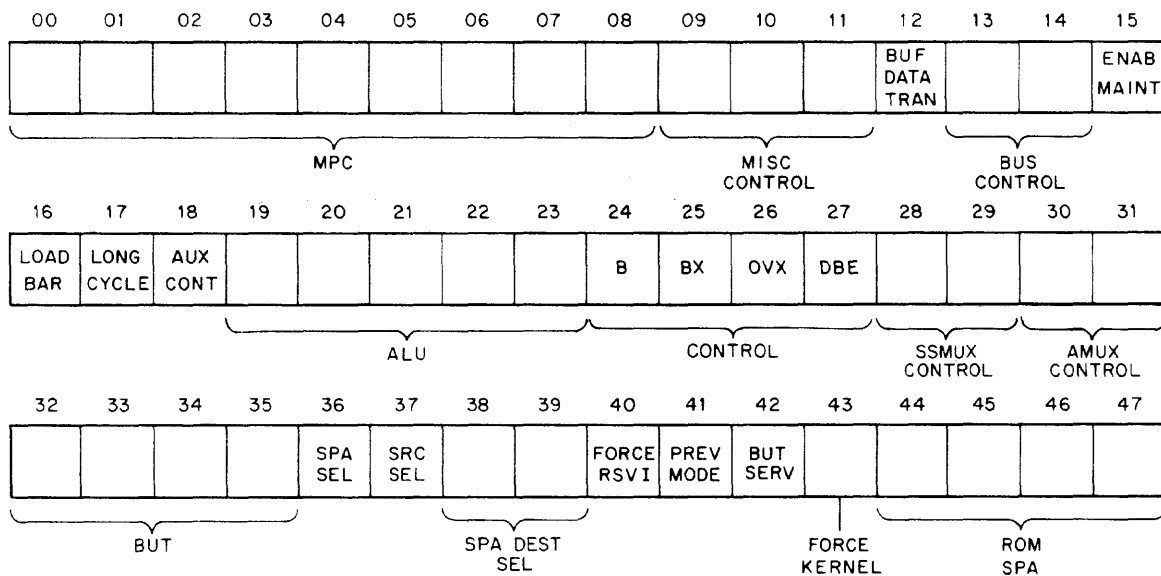 00 01 02 03 04 05 06 07 08 09 10 11 12 13 14 15
BUF
DATA
TRAN
ENAB
MAINT
MPC
MISC
CONTROL
BUS
CONTROL
16 17 18 19 20 21 22 23 24 25 26 27 28 29 30 31
LOAD
BAR
LONG
CYCLE
AUX
CONT
B
BX
OVX
DBE
ALU
CONTROL
SSMUX
CONTROL
AMUX
CONTROL
32 33 34 35 36 37 38 39 40 41 42 43 44 45 46 47
SPA
SEL
SRC
SEL
FORCE
RSV I
PREV
MODE
BUT
SERV
BUT
SPA DEST
SEL
FORCE
KERNEL
ROM
SPA